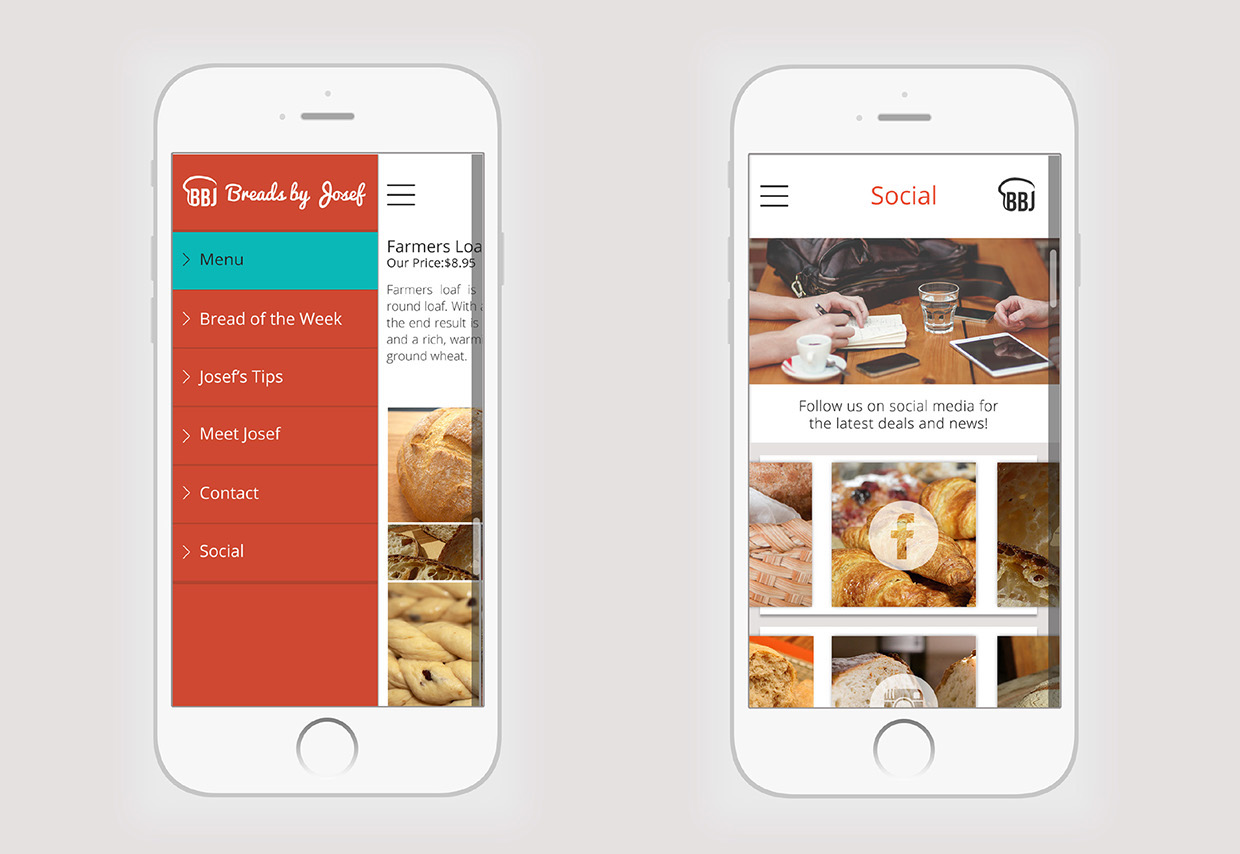 BBJ Breads by Josef
Menu
Bread of the Week
Josef's Tips
Meet Josef
Contact
Social
Farmers Loa
Our Price:$8.95
Farmers loaf is
round loaf. With a
the end result is
and a rich, warm
ground wheat.
Social
BBJ
Follow us on social media for
the latest deals and news!
f